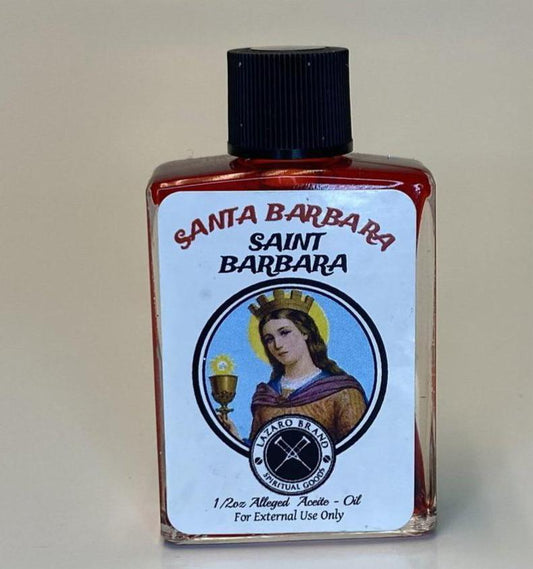 SANTA BARBARA
SAINT
BARBARA
LAZARO BRAND
SPIRITUAL GOODS
1/2oz Alleged Aceite - Oil
For External Use Only